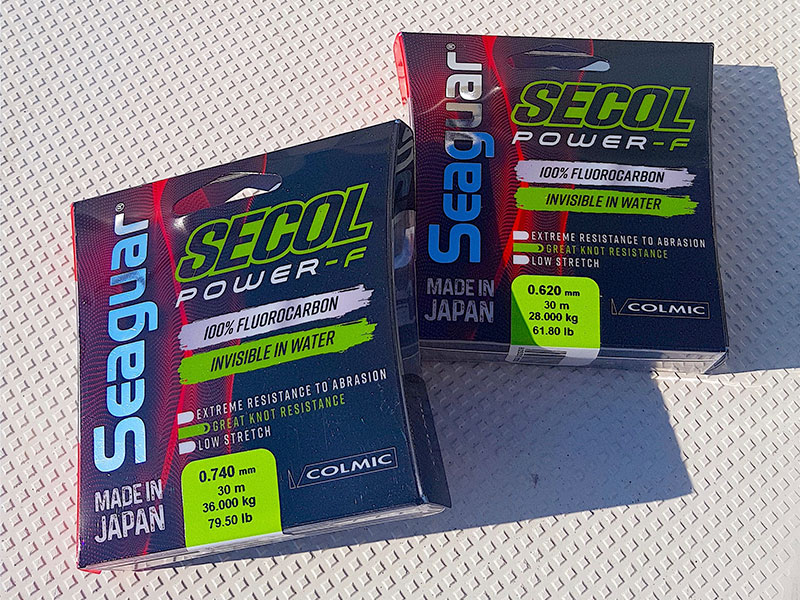 Seaguar®
SECOL
POWER-F
100% FLUOROCARBON
INVISIBLE IN WATER
EXTREME RESISTANCE TO ABRASION
GREAT KNOT RESISTANCE
LOW STRETCH
MADE IN
JAPAN
0.740 mm
30 m
36.000 kg
79.50 lb
COLMIC
Seaguar®
SECOL
POWER-F
100% FLUOROCARBON
INVISIBLE IN WATER
EXTREME RESISTANCE TO ABRASION
GREAT KNOT RESISTANCE
LOW STRETCH
MADE IN
JAPAN
0.620 mm
30 m
28.000 kg
61.80 lb
COLMIC